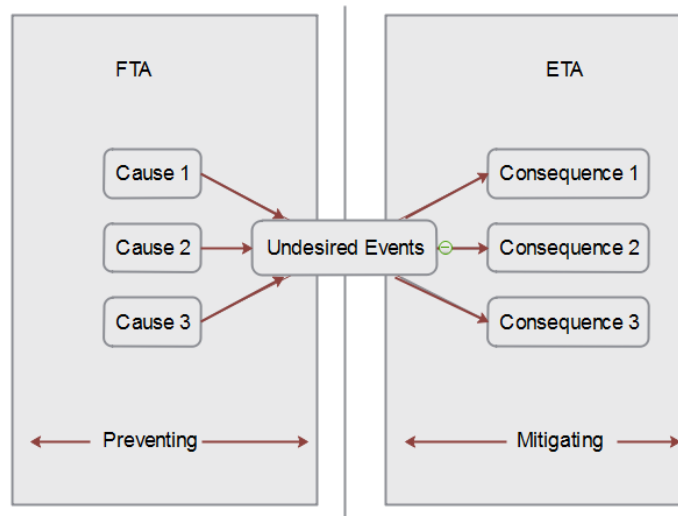 FTA
ETA
Cause 1
Consequence 1
Cause 2
Undesired Events
Consequence 2
Cause 3
Consequence 3
Preventing
Mitigating